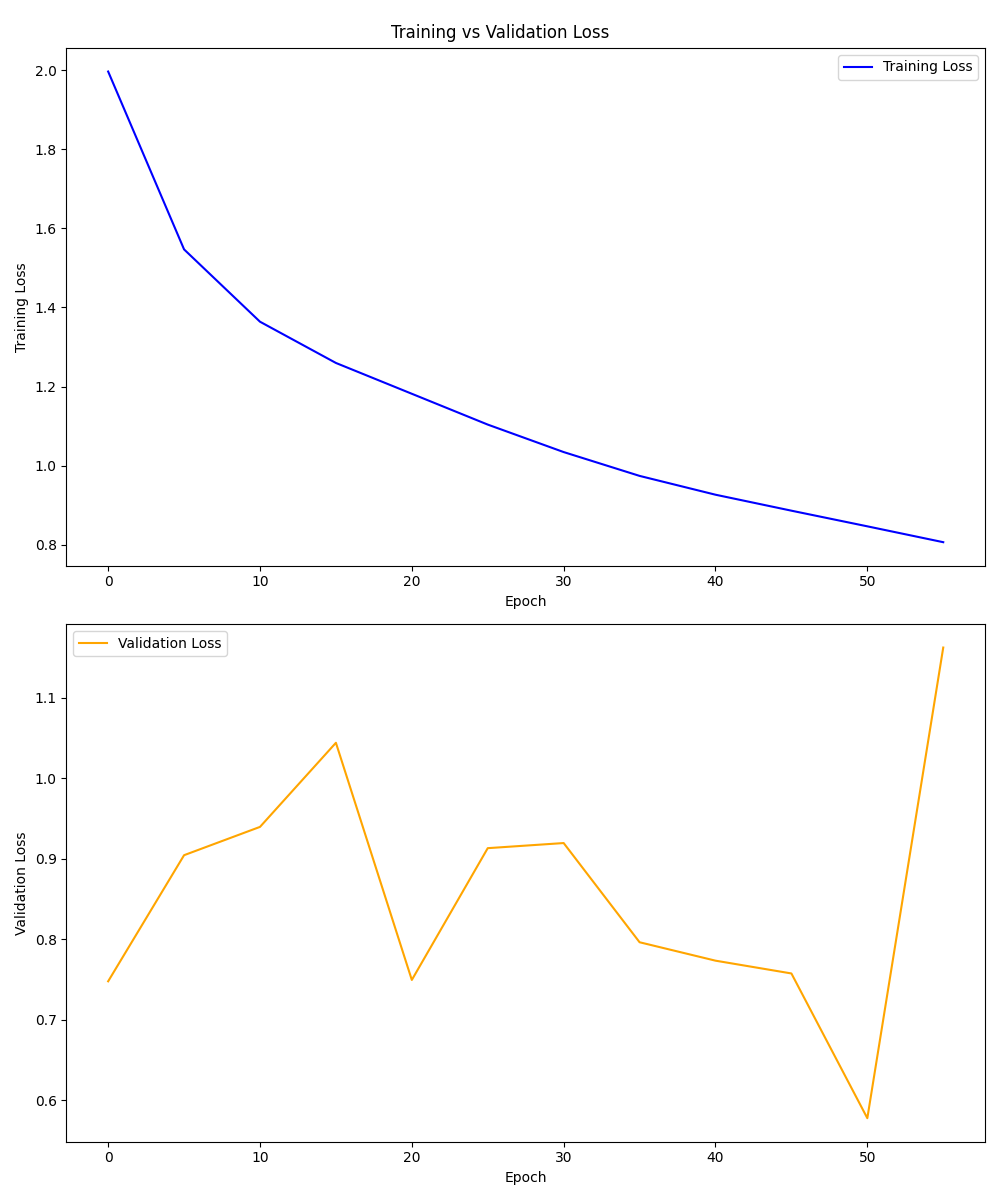 Training vs Validation Loss
Training Loss
Training Loss
2.0
1.8
1.6
1.4
1.2
1.0
0.8
0 10 20 30 40 50
Epoch
Validation Loss
Validation Loss
1.1
1.0
0.9
0.8
0.7
0.6
0 10 20 30 40 50
Epoch